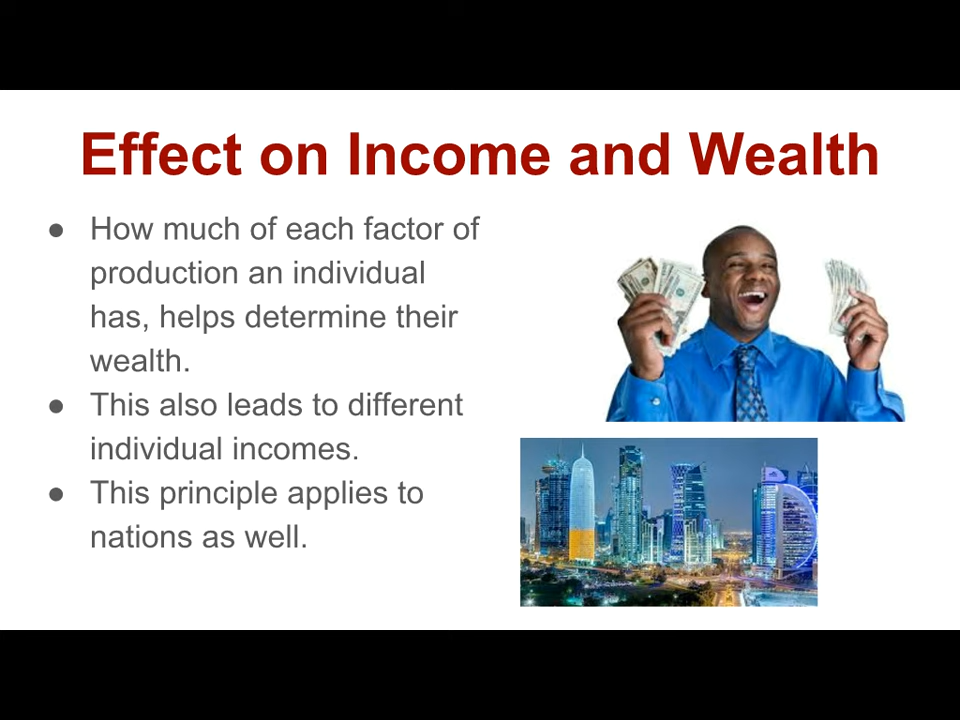 Effect on Income and Wealth
● How much of each factor of
production an individual
has, helps determine their
wealth.
● This also leads to different
individual incomes.
● This principle applies to
nations as well.